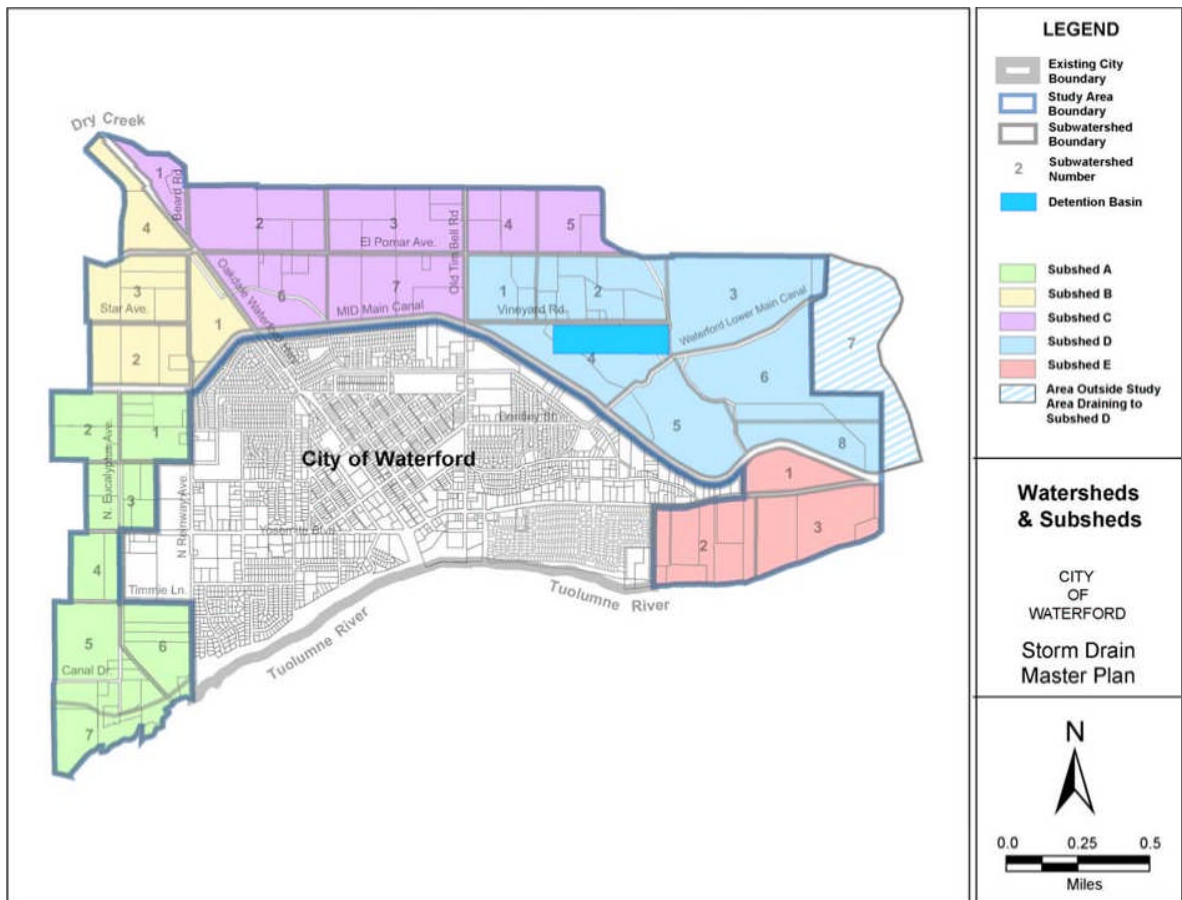 Dry Creek
1
Beard Rd
2
3
4
5
4
El Pomar Ave.
Old Tim Bell Rd
3
Star Ave.
1
2
Oakdale Waterford Hwy
6
7
MID Main Canal
1
2
Vineyard Rd.
3
Waterford Lower Main Canal
7
4
6
5
8
2
1
N. Eucalyptus Ave.
3
N Reinway Ave.
City of Waterford
Yosemite Blvd
1
2
3
4
Timmie Ln.
5
6
Canal Dr.
7
Tuolumne River
Tuolumne River
LEGEND
Existing City
Boundary
Study Area
Boundary
Subwatershed
Boundary
2
Subwatershed
Number
Detention Basin
Subshed A
Subshed B
Subshed C
Subshed D
Subshed E
Area Outside Study
Area Draining to
Subshed D
Watersheds
& Subsheds
CITY
OF
WATERFORD
Storm Drain
Master Plan
N
0.0 0.25 0.5
Miles